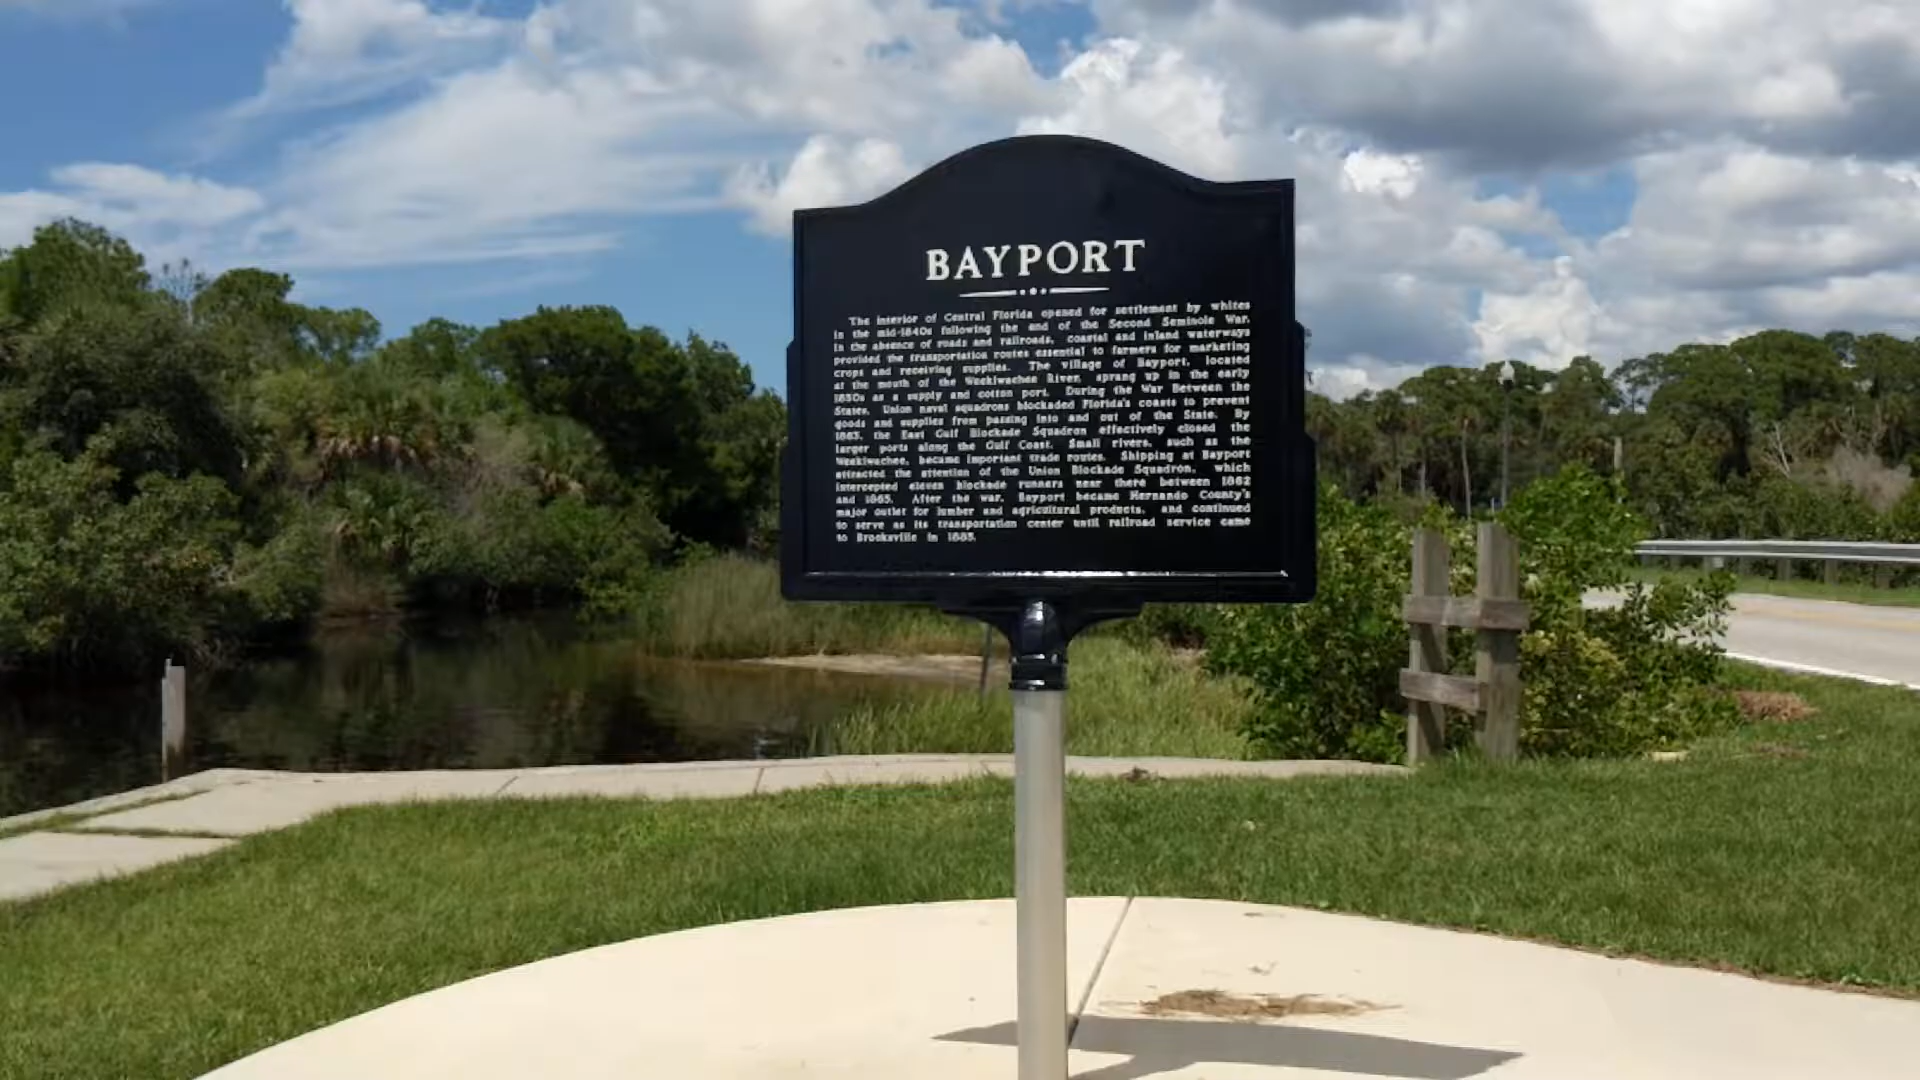 BAYPORT
The interior of Central Florida opened for settlement by whites
in the mid-1840s following the end of the Second Seminole War.
In the absence of roads and railroads, coastal and inland waterways
provided the transportation routes essential to farmers for marketing
crops and receiving supplies. The village of Bayport, located
at the mouth of the Weekiwachee River, sprang up in the early
1850s as a supply and cotton port. During the War Between the
States, Union naval squadrons blockaded Florida's coasts to prevent
goods and supplies from passing into and out of the State. By
1863, the East Gulf Blockade Squadron effectively closed the
larger ports along the Gulf Coast. Small rivers, such as the
Weekiwachee, became important trade routes. Shipping at Bayport
attracted the attention of the Union Blockade Squadron, which
intercepted eleven blockade runners near there between 1862
and 1865. After the war, Bayport became Hernando County's
major outlet for lumber and agricultural products, and continued
to serve as its transportation center until railroad service came
to Brooksville in 1885.